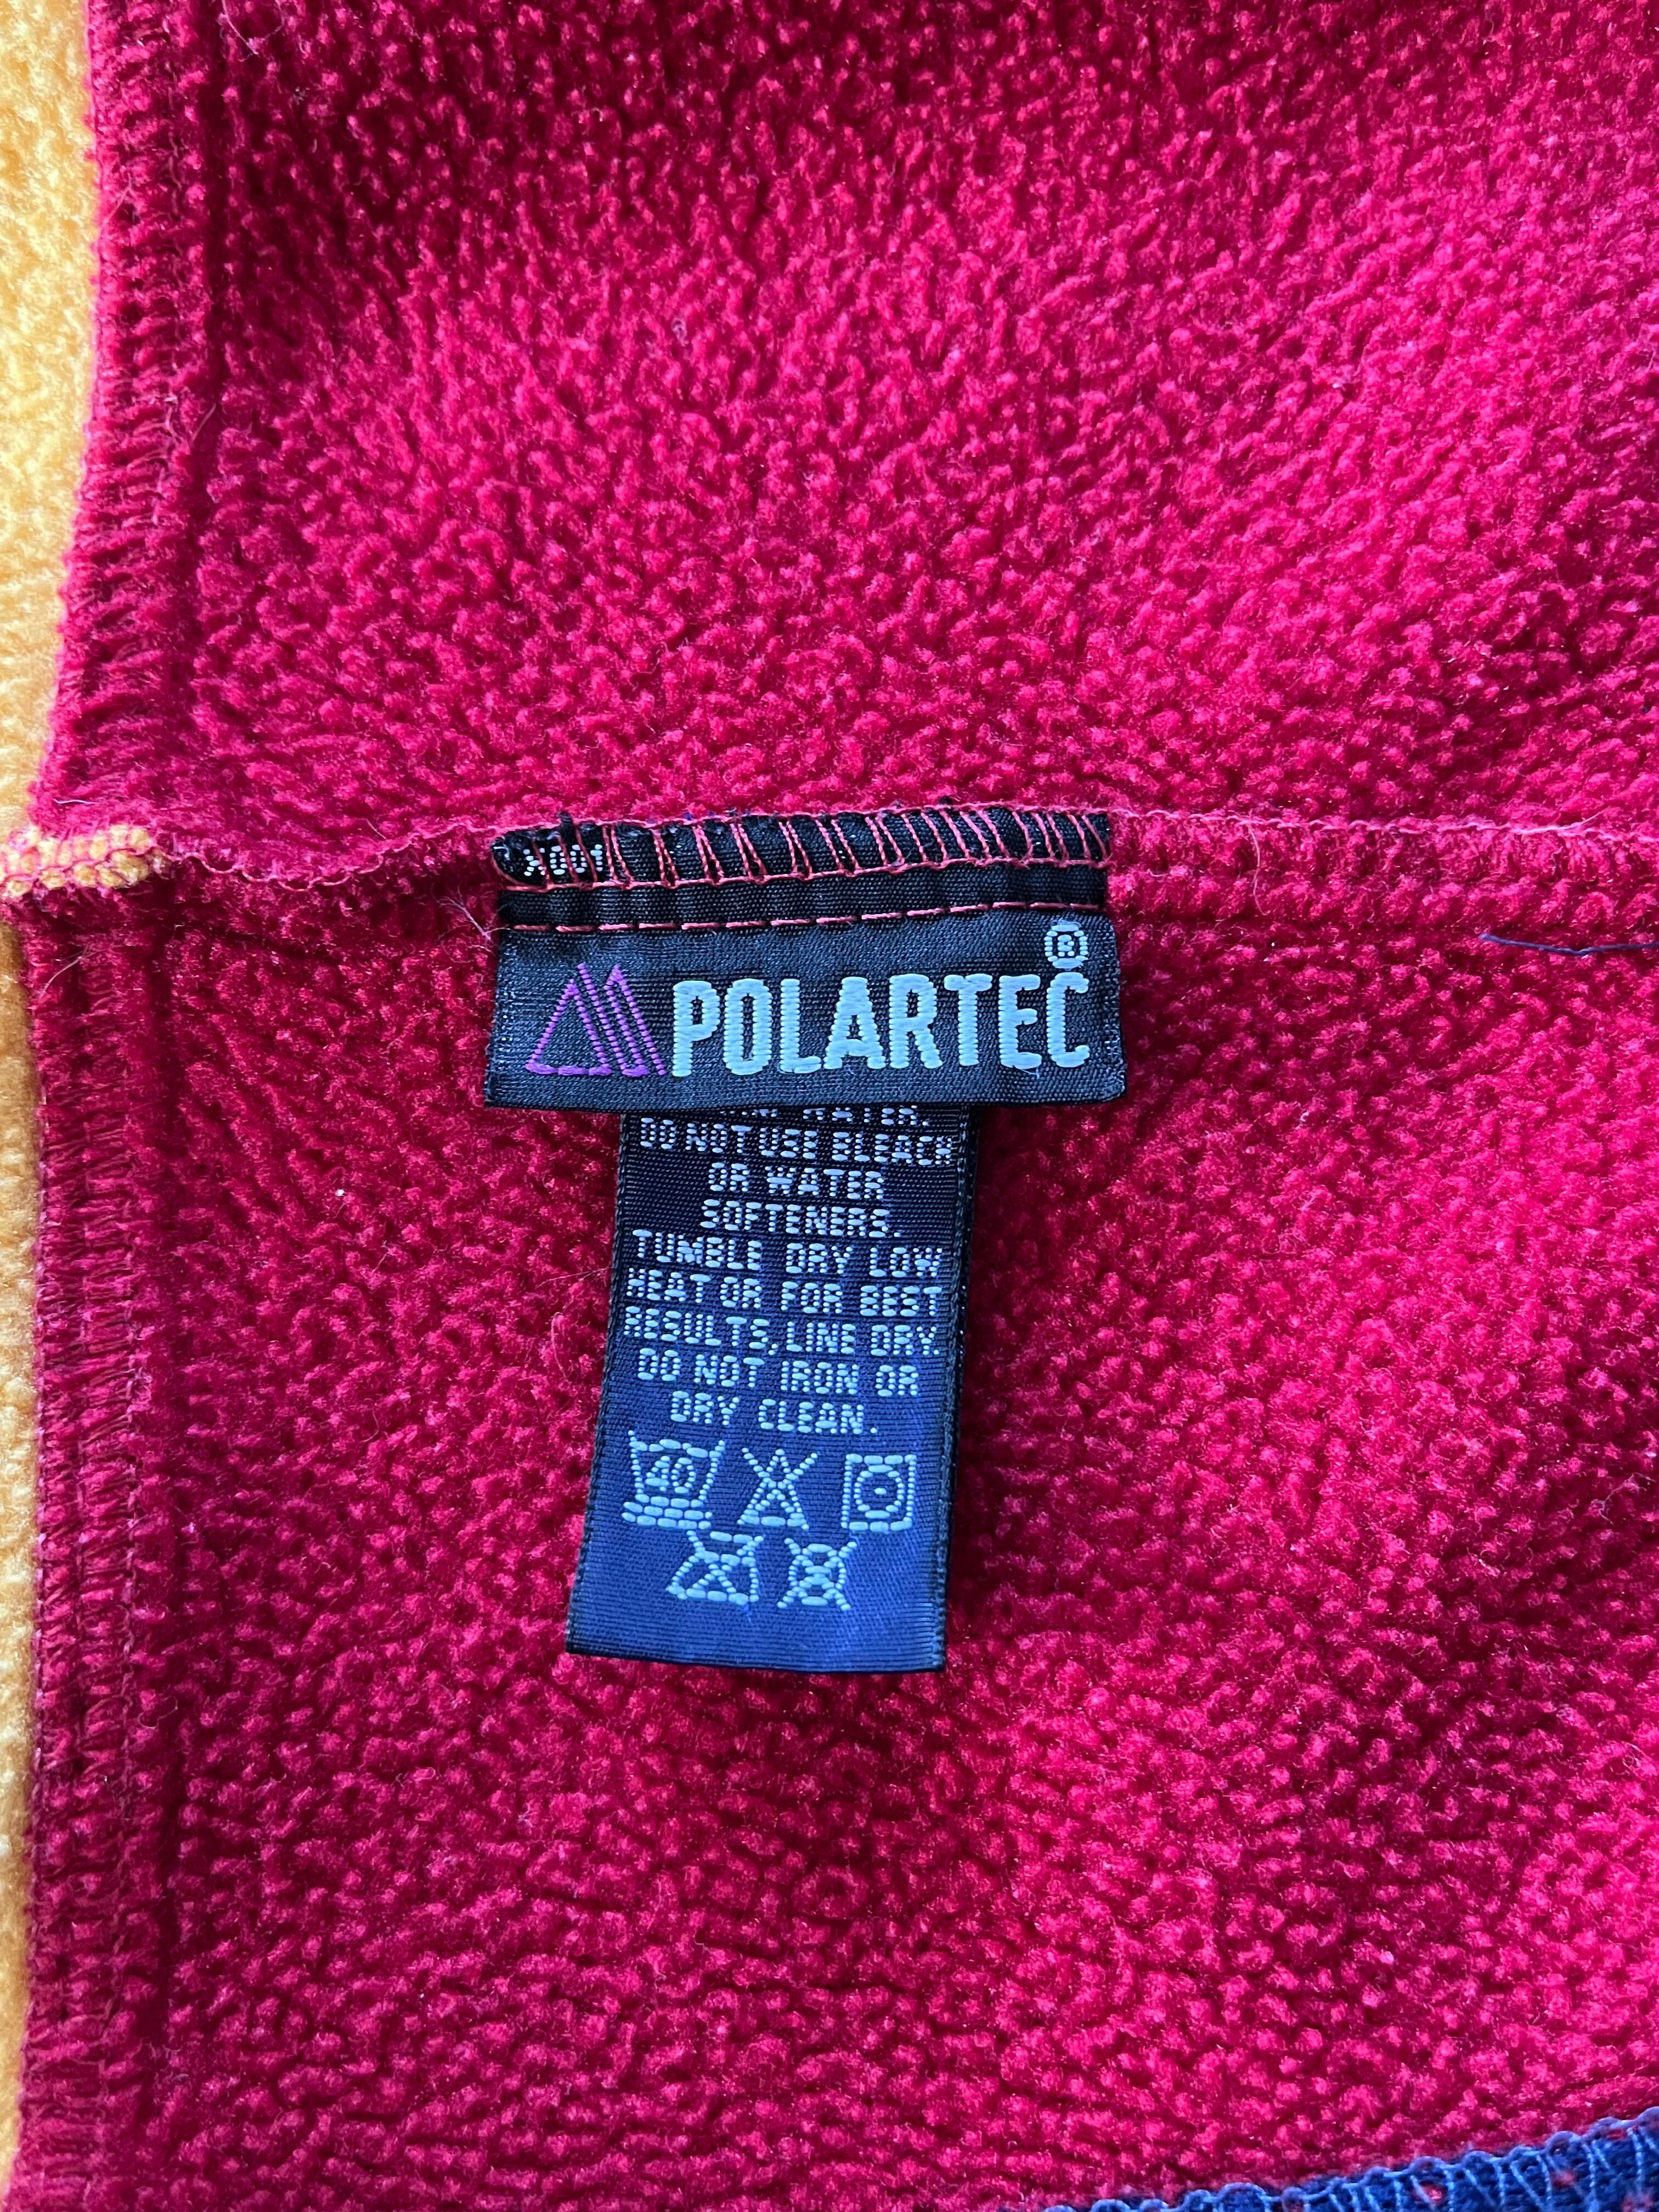 POLARTEC®
WATER.
DO NOT USE BLEACH
OR WATER
SOFTENERS.
TUMBLE DRY LOW
HEAT OR FOR BEST
RESULTS, LINE DRY.
DO NOT IRON OR
DRY CLEAN.
40